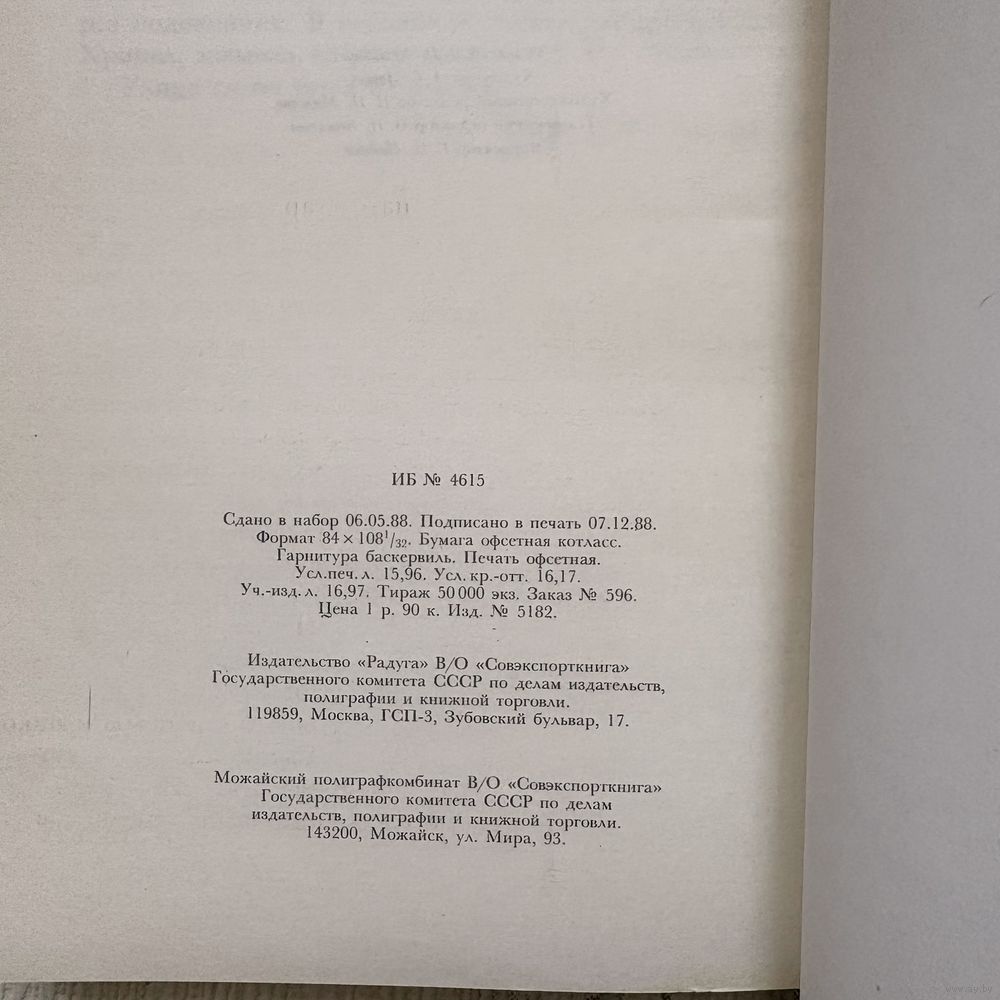 ИБ № 4615
Сдано в набор 06.05.88. Подписано в печать 07.12.88.
Формат 84 × 108¹/₃₂. Бумага офсетная котласс.
Гарнитура баскервиль. Печать офсетная.
Усл.печ. л. 15,96. Усл. кр.-отт. 16,17.
Уч.-изд. л. 16,97. Тираж 50 000 экз. Заказ № 596.
Цена 1 р. 90 к. Изд. № 5182.
Издательство «Радуга» В/О «Совэкспорткнига»
Государственного комитета СССР по делам издательств,
полиграфии и книжной торговли.
119859, Москва, ГСП-3, Зубовский бульвар, 17.
Можайский полиграфкомбинат В/О «Совэкспорткнига»
Государственного комитета СССР по делам
издательств, полиграфии и книжной торговли.
143200, Можайск, ул. Мира, 93.
www.ay.by